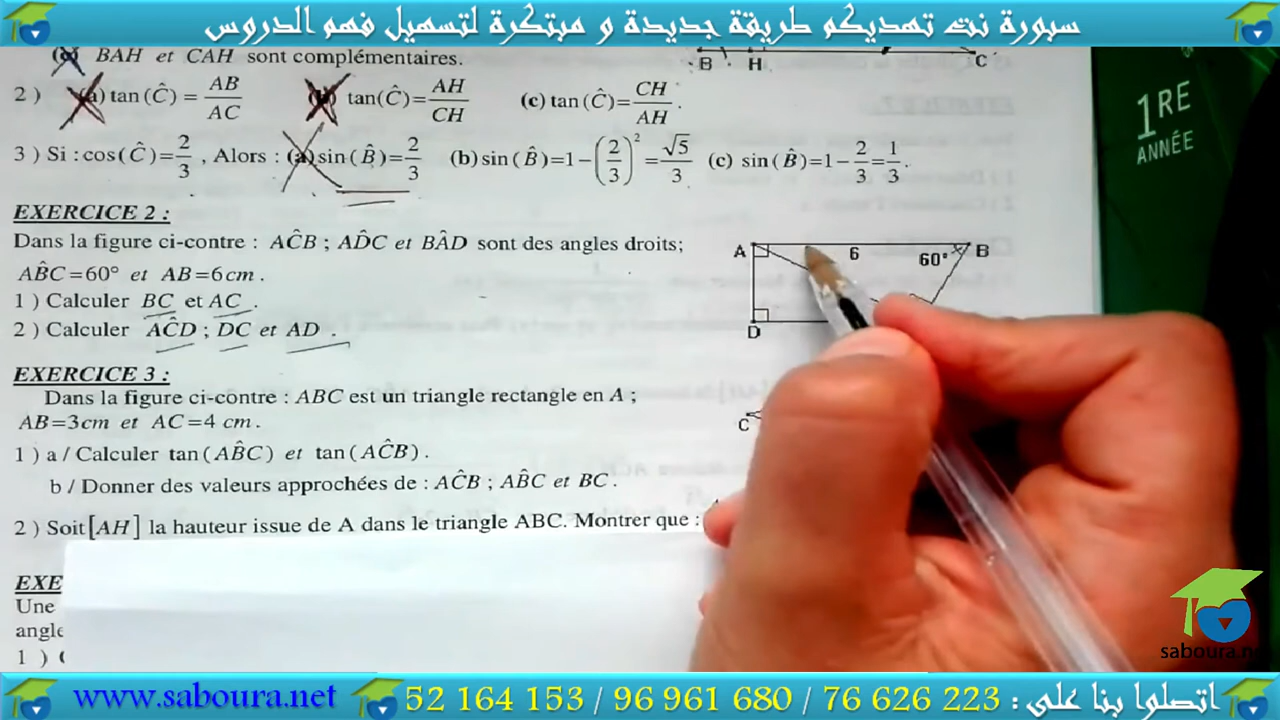 سبورة نت تهديكم طريقة جديدة و مبتكرة لتسهيل فهم الدروس
BAH et CAH sont complémentaires.
B H C
2 ) (a) tan (Ĉ) = AB/AC tan(Ĉ)= AH/CH (c) tan(Ĉ)= CH/AH .
3 ) Si : cos(Ĉ)= 2/3 , Alors : (a) sin(B̂)= 2/3 (b) sin(B̂)=1−(2/3)²= √5/3 (c) sin(B̂)=1− 2/3 = 1/3 .
1RE
ANNÉE
EXERCICE 2 :
Dans la figure ci-contre : AĈB ; AD̂C et BÂD sont des angles droits;
AB̂C=60° et AB=6cm .
1 ) Calculer BC et AC .
2 ) Calculer AĈD ; DC et AD .
A 6 60° B
D
EXERCICE 3 :
Dans la figure ci-contre : ABC est un triangle rectangle en A ;
AB=3cm et AC=4 cm .
C
1 ) a / Calculer tan(AB̂C) et tan(AĈB) .
b / Donner des valeurs approchées de : AĈB ; AB̂C et BC .
2 ) Soit [AH] la hauteur issue de A dans le triangle ABC. Montrer que :
EXE
Une
angle
1 )
saboura.net
www.saboura.net 52 164 153 / 96 961 680 / 76 626 223 : اتصلوا بنا على